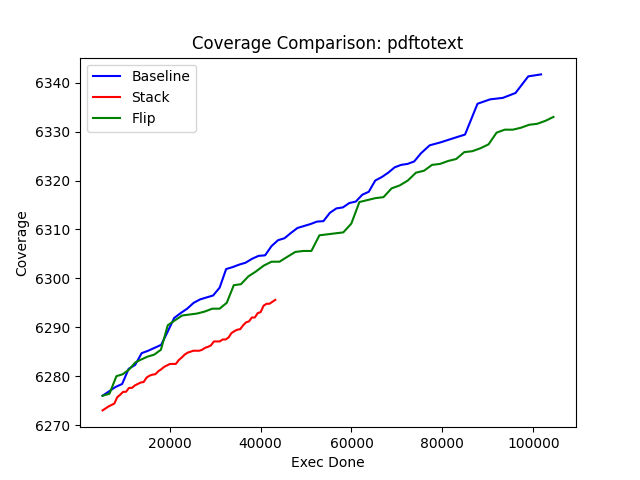 Coverage Comparison: pdftotext
Baseline
Stack
Flip
Coverage
6340
6330
6320
6310
6300
6290
6280
6270
20000 40000 60000 80000 100000
Exec Done